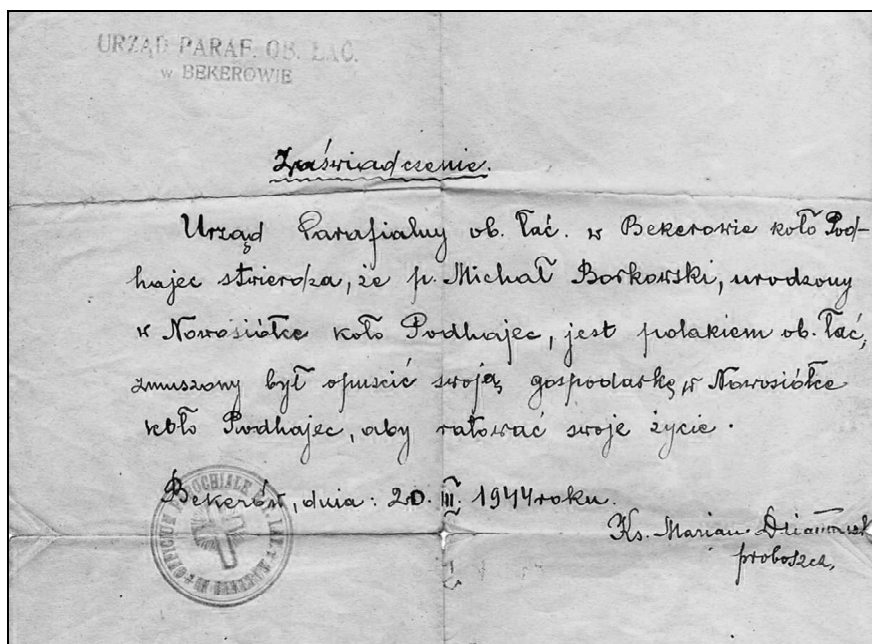 URZĄD PARAF. OB. ŁAC.
w BEKEROWIE
Zaświadczenie.
Urząd Parafialny ob. łać. w Bekerowie koło Pod-
hajec stwierdza, że p. Michał Borkowski, urodzony
w Nowosiółce koło Podhajec, jest polakiem ob. łać,
zmuszony był opuścić swoją gospodarkę w Nowosiółce
koło Podhajec, aby ratować swoje życie.
Bekerów, dnia: 20. III. 1944 roku.
Ks. Marian
proboszcz,